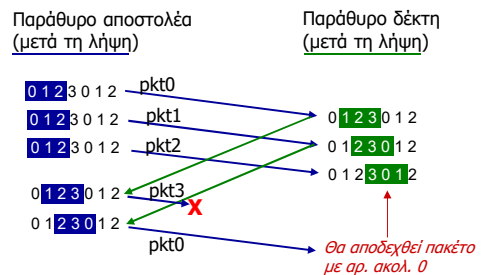 Παράθυρο αποστολέα
(μετά τη λήψη)
Παράθυρο δέκτη
(μετά τη λήψη)
0 1 2 3 0 1 2 pkt0
0 1 2 3 0 1 2 pkt1
0 1 2 3 0 1 2 pkt2
0 1 2 3 0 1 2
0 1 2 3 0 1 2
0 1 2 3 0 1 2
0 1 2 3 0 1 2 pkt3
X
0 1 2 3 0 1 2
pkt0
Θα αποδεχθεί πακέτο
με αρ. ακολ. 0